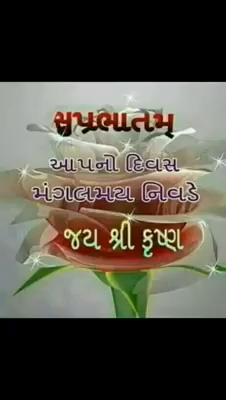 સુપ્રભાતમ્
આપનો દિવસ
મંગલમય નિવડે
જય શ્રી કૃષ્ણ